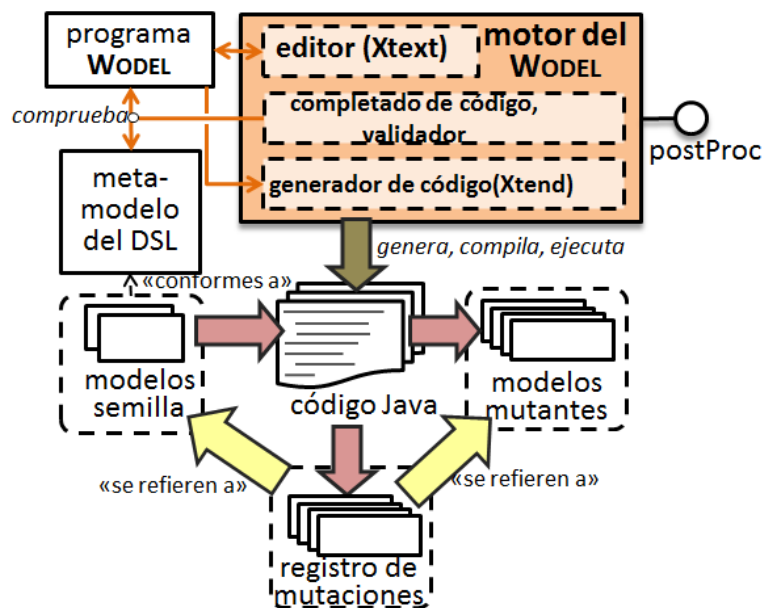 programa
WODEL
editor (Xtext)
motor del
WODEL
comprueba
completado de código,
validador
postProc
meta-
modelo
del DSL
generador de código(Xtend)
genera, compila, ejecuta
«conformes a»
modelos
semilla
código Java
modelos
mutantes
«se refieren a»
«se refieren a»
registro de
mutaciones